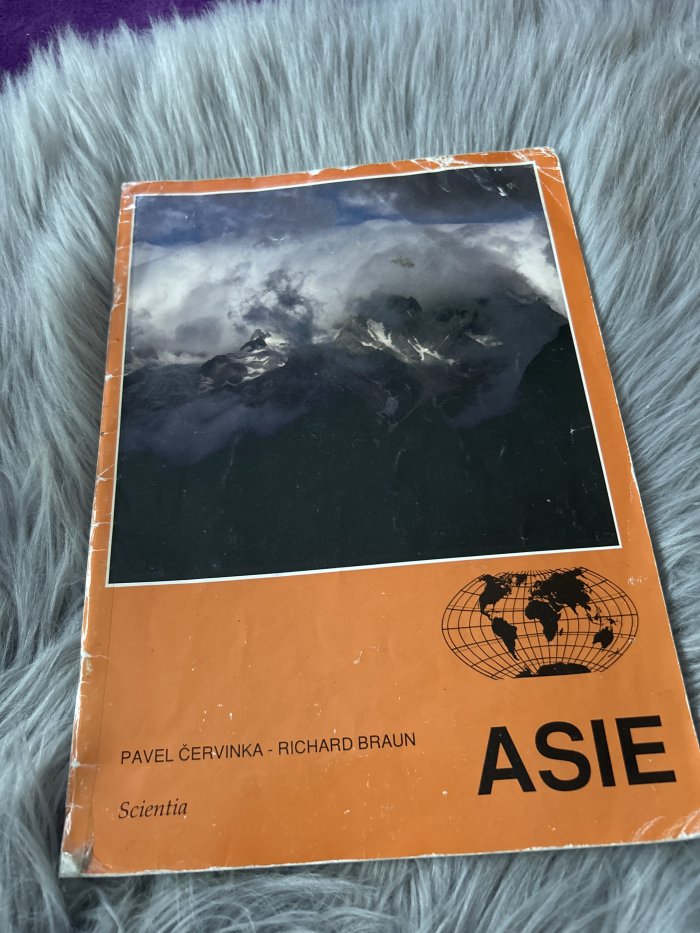 PAVEL ČERVINKA - RICHARD BRAUN
Scientia
ASIE